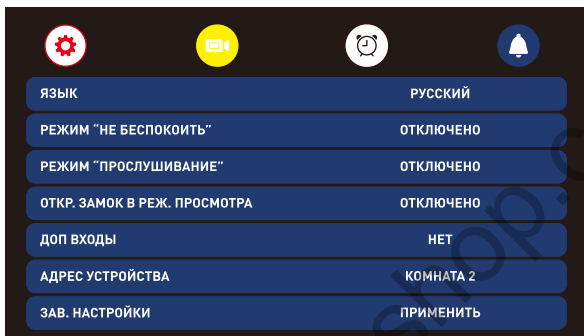 ЯЗЫК РУССКИЙ
РЕЖИМ "НЕ БЕСПОКОИТЬ" ОТКЛЮЧЕНО
РЕЖИМ "ПРОСЛУШИВАНИЕ" ОТКЛЮЧЕНО
ОТКР. ЗАМОК В РЕЖ. ПРОСМОТРА ОТКЛЮЧЕНО
ДОП ВХОДЫ НЕТ
АДРЕС УСТРОЙСТВА КОМНАТА 2
ЗАВ. НАСТРОЙКИ ПРИМЕНИТЬ
shop.c